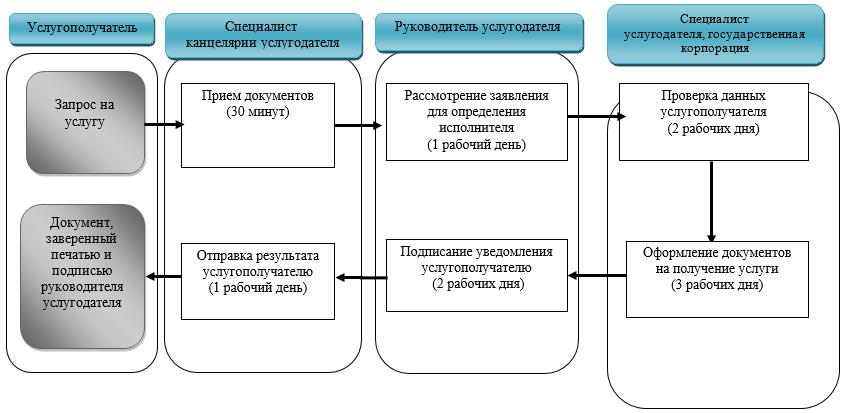 Услугополучатель
Специалист
канцелярии услугодателя
Руководитель услугодателя
Специалист
услугодателя, государственная
корпорация
Запрос на
услугу
Прием документов
(30 минут)
Рассмотрение заявления
для определения
исполнителя
(1 рабочий день)
Проверка данных
услугополучателя
(2 рабочих дня)
Документ,
заверенный
печатью и
подписью
руководителя
услугодателя
Отправка результата
услугополучателю
(1 рабочий день)
Подписание уведомления
услугополучателю
(2 рабочих дня)
Оформление документов
на получение услуги
(3 рабочих дня)